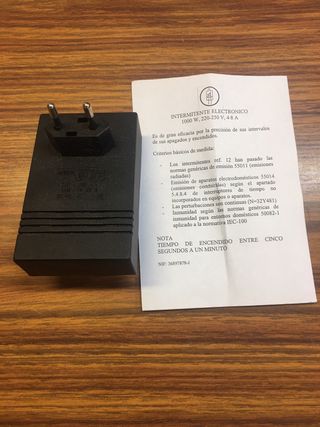 INTERMITENTE ELECTRONICO
1000 W, 220-250 V, 4 8 A
Es de gran eficacia por la precisión de sus intervalos
de sus apagados y encendidos.
Criterios básicos de medida:
- Los intermitentes ref. 12 han pasado las
normas genéricas de emisión 55011 (emisiones
radiadas)
- Emisión de aparatos electrodomésticos 55014
(emisiones conducidas) según el apartado
5.4.8.4 de interruptores de tiempo no
incorporados en equipos o aparatos.
- Las perturbaciones son continuas (N=32Y481)
- Inmunidad según las normas genéricas de
inmunidad para entornos domésticos 50082-1
aplicado a la normativa IEC-100
NOTA
TIEMPO DE ENCENDIDO ENTRE CINCO
SEGUNDOS A UN MINUTO
NIF: 36897879-J